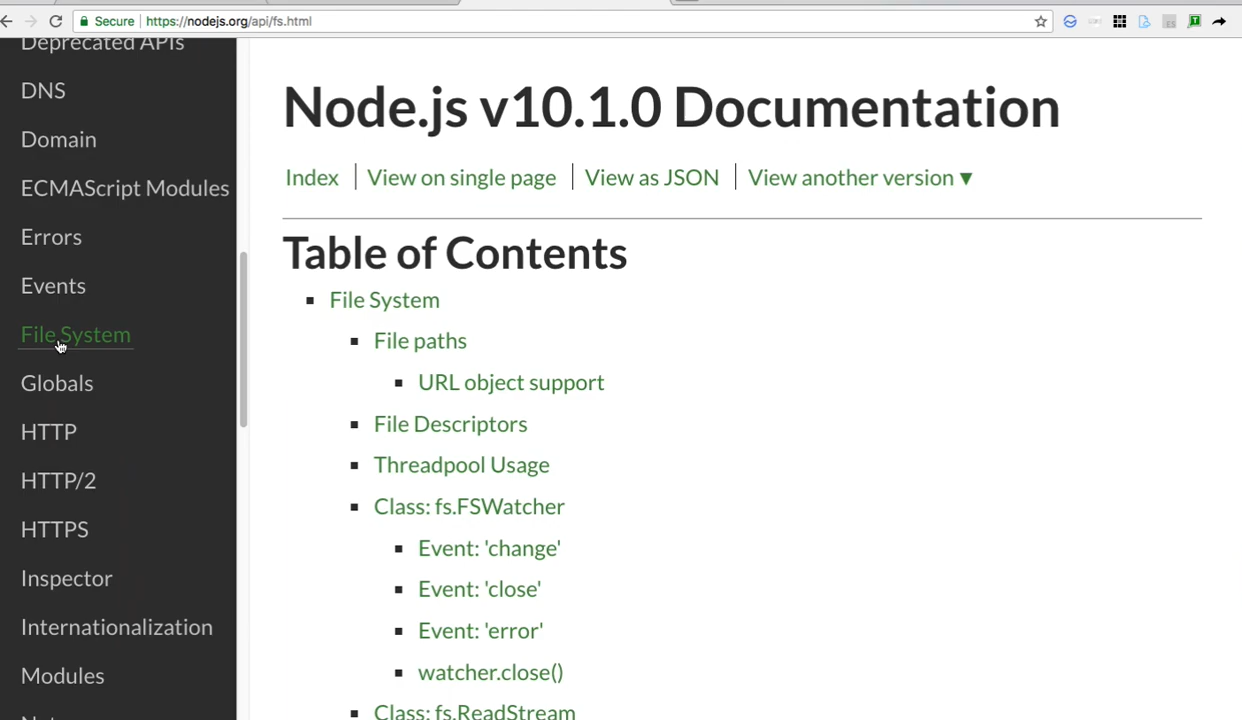 Secure https://nodejs.org/api/fs.html
ES
T
Deprecated APIs
DNS
Domain
ECMAScript Modules
Errors
Events
File System
Globals
HTTP
HTTP/2
HTTPS
Inspector
Internationalization
Modules
Node.js v10.1.0 Documentation
Index
View on single page
View as JSON
View another version ▼
Table of Contents
▪ File System
▪ File paths
▪ URL object support
▪ File Descriptors
▪ Threadpool Usage
▪ Class: fs.FSWatcher
▪ Event: 'change'
▪ Event: 'close'
▪ Event: 'error'
▪ watcher.close()
▪ Class: fs.ReadStream